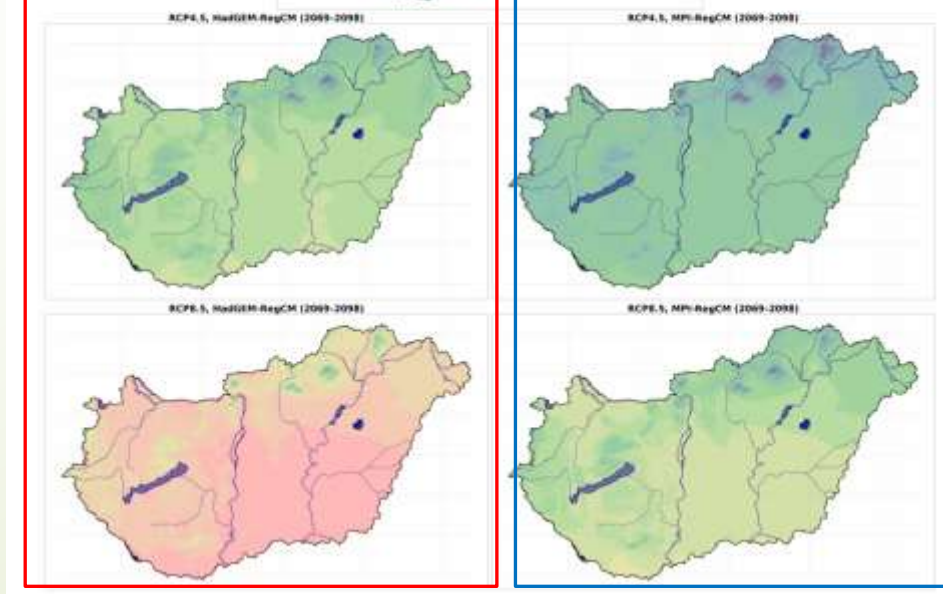 RCP4.5, HadGEM-RegCM (2069-2098)
RCP4.5, MPI-RegCM (2069-2098)
RCP8.5, HadGEM-RegCM (2069-2098)
RCP8.5, MPI-RegCM (2069-2098)